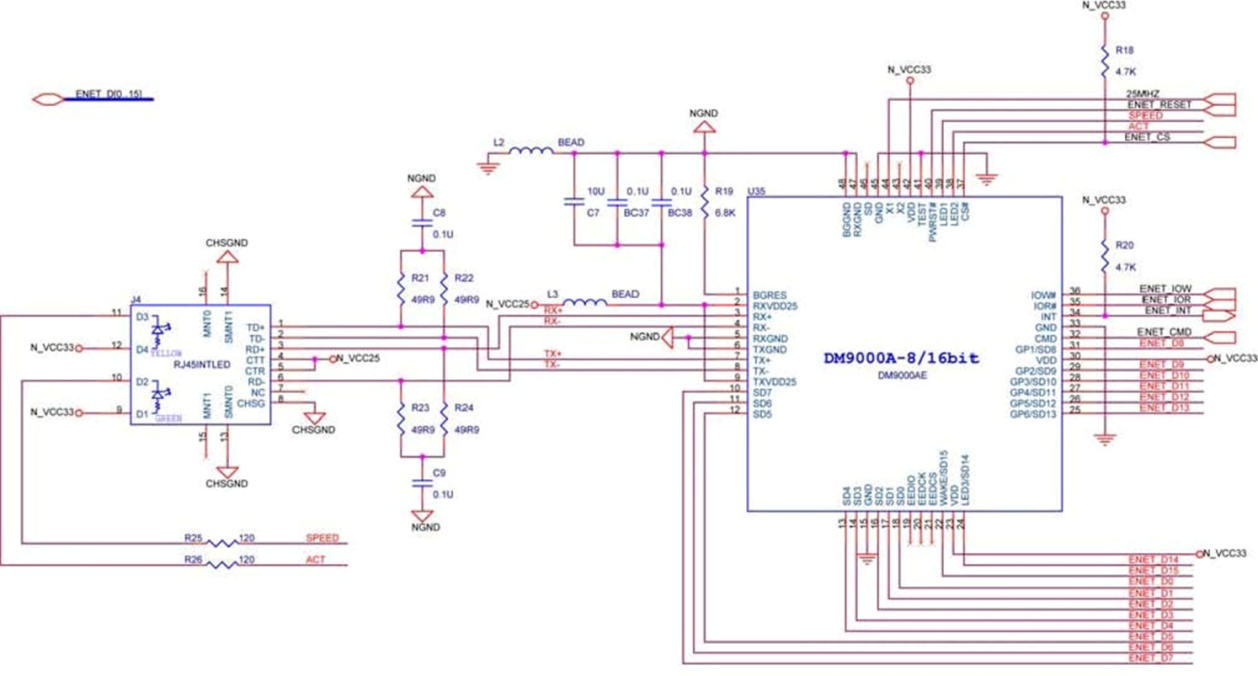 N_VCC33
R18
4.7K
N_VCC33
ENET_D[0..15]
25MHZ
ENET_RESET
SPEED
ACT
ENET_CS
NGND
L2 BEAD
10U 0.1U 0.1U R19
C7 BC37 BC38 6.8K
U35
48 47 46 45 44 43 42 41 40 39 38 37
BGGND RXGND SD GND X1 X2 VDD TEST PWRST# LED1 LED2 CS#
NGND
C8
0.1U
N_VCC33
R20
4.7K
CHSGND
R21 R22
49R9 49R9
16 14
J4
MNT0 SMNT1
L3 BEAD
N_VCC25
RX+
RX-
NGND
TX+
TX-
11 D3
N_VCC33 12 D4
YELLOW
RJ45INTLED
10 D2
N_VCC33 9 D1
GREEN
TD+ 1
TD- 2
RD+ 3
CTT 4
CTR 5
RD- 6
NC 7
CHSG 8
N_VCC25
CHSGND
MNT1 SMNT0
15 13
CHSGND
R23 R24
49R9 49R9
C9
0.1U
NGND
1 BGRES
2 RXVDD25
3 RX+
4 RX-
5 RXGND
6 TXGND
7 TX+
8 TX-
9 TXVDD25
10 SD7
11 SD6
12 SD5
DM9000A-8/16bit
DM9000AE
IOW# 36 ENET_IOW
IOR# 35 ENET_IOR
INT 34 ENET_INT
GND 33
CMD 32 ENET_CMD
GP1/SD8 31 ENET_D8
VDD 30 N_VCC33
GP2/SD9 29 ENET_D9
GP3/SD10 28 ENET_D10
GP4/SD11 27 ENET_D11
GP5/SD12 26 ENET_D12
GP6/SD13 25 ENET_D13
SD4 SD3 GND SD2 SD1 SD0 EEDIO EEDCK EEDCS WAKE/SD15 VDD LED3/SD14
13 14 15 16 17 18 19 20 21 22 23 24
R25 120 SPEED
R26 120 ACT
N_VCC33
ENET_D14
ENET_D15
ENET_D0
ENET_D1
ENET_D2
ENET_D3
ENET_D4
ENET_D5
ENET_D6
ENET_D7